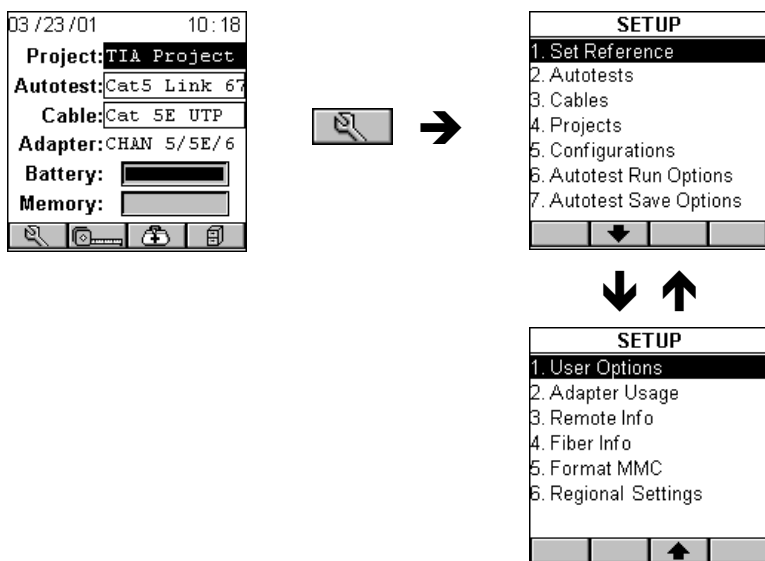 03/23/01 10:18
Project: TIA Project
Autotest: Cat5 Link 67
Cable: Cat 5E UTP
Adapter: CHAN 5/5E/6
Battery:
Memory:
SETUP
1. Set Reference
2. Autotests
3. Cables
4. Projects
5. Configurations
6. Autotest Run Options
7. Autotest Save Options
SETUP
1. User Options
2. Adapter Usage
3. Remote Info
4. Fiber Info
5. Format MMC
6. Regional Settings